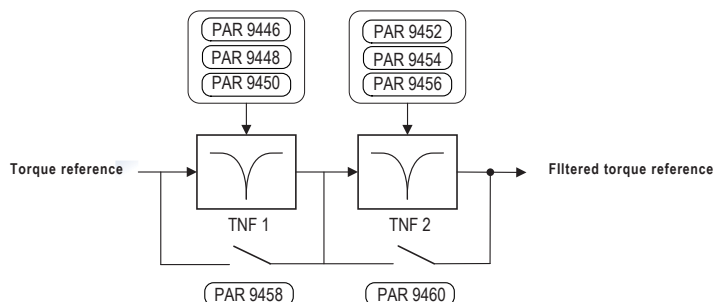 PAR 9446
PAR 9448
PAR 9450
PAR 9452
PAR 9454
PAR 9456
Torque reference
FIltered torque reference
TNF 1
TNF 2
PAR 9458
PAR 9460